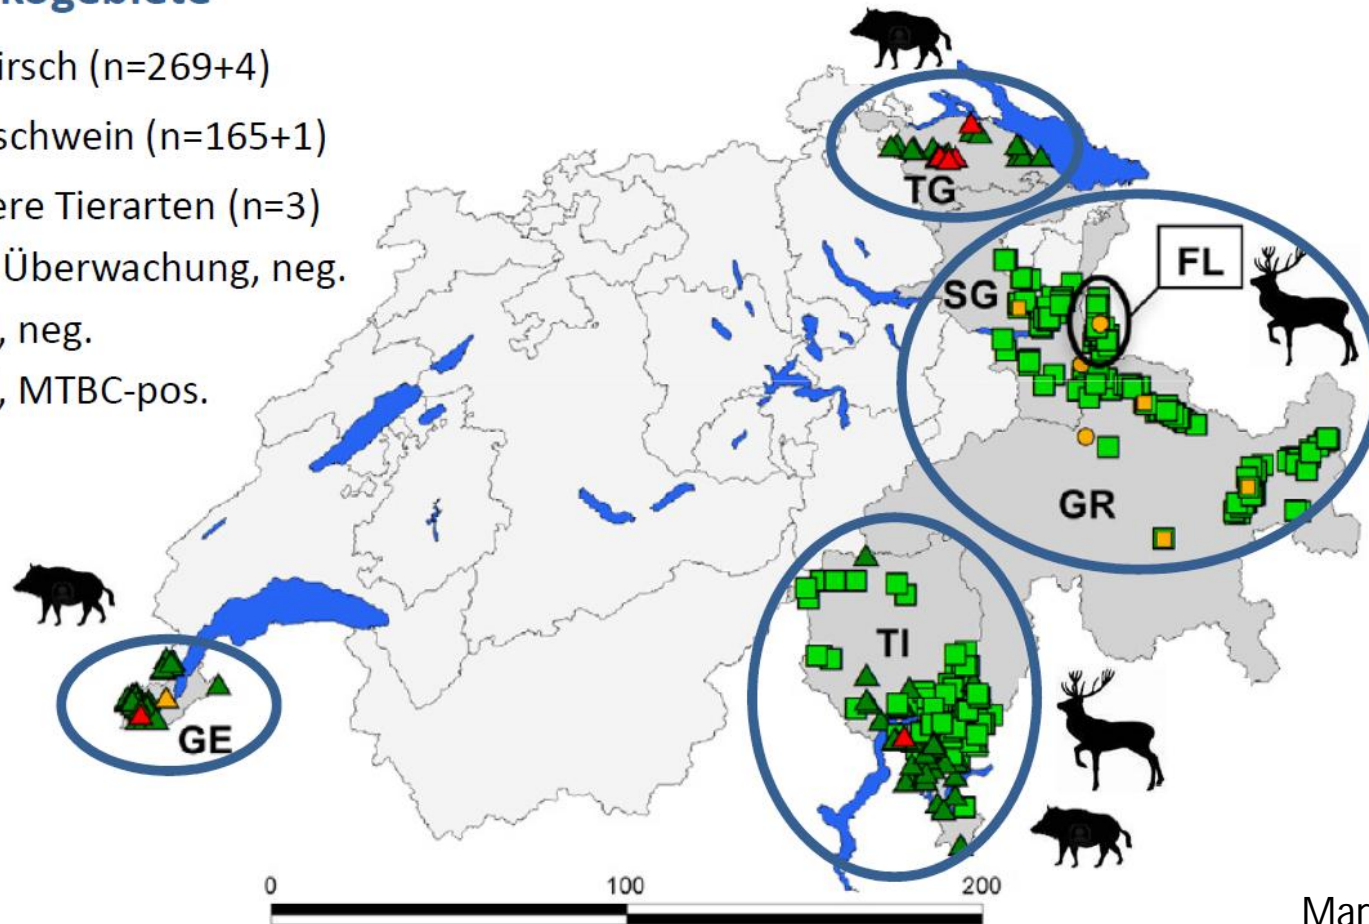 irsch (n=269+4)
schwein (n=165+1)
ere Tierarten (n=3)
Überwachung, neg.
, neg.
, MTBC-pos.
TG
SG
FL
GR
TI
GE
0 100 200